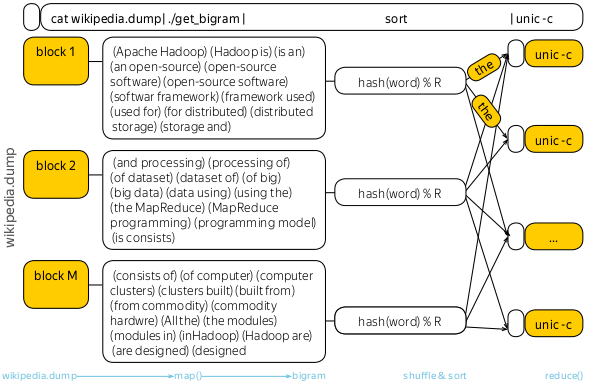 cat wikipedia.dump | ./get_bigram | sort | unic -c
block 1
(Apache Hadoop) (Hadoop is) (is an)
(an open-source) (open-source
software) (open-source software)
(softwar framework) (framework used)
(used for) (for distributed) (distributed
storage) (storage and)
hash(word) % R
the
the
unic -c
unic -c
block 2
(and processing) (processing of)
(of dataset) (dataset of) (of big)
(big data) (data using) (using the)
(the MapReduce) (MapReduce
programming) (programming model)
(is consists)
hash(word) % R
...
block M
(consists of) (of computer) (computer
clusters) (clusters built) (built from)
(from commodity) (commodity
hardwre) (All the) (the modules)
(modules in) (inHadoop) (Hadoop are)
(are designed) (designed
hash(word) % R
unic -c
wikipedia.dump
wikipedia.dump map() bigram shuffle & sort reduce()